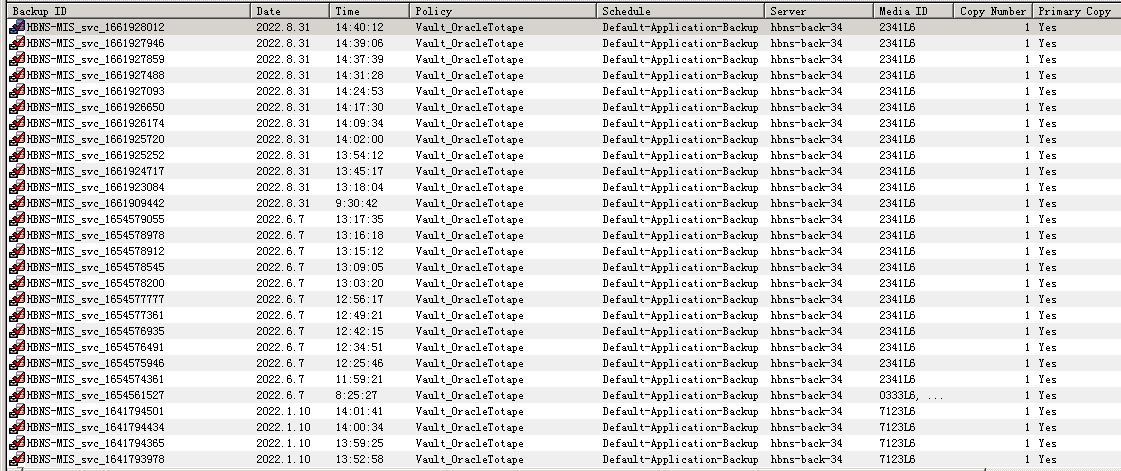 Backup ID Date Time Policy Schedule Server Media ID Copy Number Primary Copy
HBNS-MIS_svc_1661928012 2022.8.31 14:40:12 Vault_OracleTotape Default-Application-Backup hbns-back-34 2341L6 1 Yes
HBNS-MIS_svc_1661927946 2022.8.31 14:39:06 Vault_OracleTotape Default-Application-Backup hbns-back-34 2341L6 1 Yes
HBNS-MIS_svc_1661927859 2022.8.31 14:37:39 Vault_OracleTotape Default-Application-Backup hbns-back-34 2341L6 1 Yes
HBNS-MIS_svc_1661927488 2022.8.31 14:31:28 Vault_OracleTotape Default-Application-Backup hbns-back-34 2341L6 1 Yes
HBNS-MIS_svc_1661927093 2022.8.31 14:24:53 Vault_OracleTotape Default-Application-Backup hbns-back-34 2341L6 1 Yes
HBNS-MIS_svc_1661926650 2022.8.31 14:17:30 Vault_OracleTotape Default-Application-Backup hbns-back-34 2341L6 1 Yes
HBNS-MIS_svc_1661926174 2022.8.31 14:09:34 Vault_OracleTotape Default-Application-Backup hbns-back-34 2341L6 1 Yes
HBNS-MIS_svc_1661925720 2022.8.31 14:02:00 Vault_OracleTotape Default-Application-Backup hbns-back-34 2341L6 1 Yes
HBNS-MIS_svc_1661925252 2022.8.31 13:54:12 Vault_OracleTotape Default-Application-Backup hbns-back-34 2341L6 1 Yes
HBNS-MIS_svc_1661924717 2022.8.31 13:45:17 Vault_OracleTotape Default-Application-Backup hbns-back-34 2341L6 1 Yes
HBNS-MIS_svc_1661923084 2022.8.31 13:18:04 Vault_OracleTotape Default-Application-Backup hbns-back-34 2341L6 1 Yes
HBNS-MIS_svc_1661909442 2022.8.31 9:30:42 Vault_OracleTotape Default-Application-Backup hbns-back-34 2341L6 1 Yes
HBNS-MIS_svc_1654579055 2022.6.7 13:17:35 Vault_OracleTotape Default-Application-Backup hbns-back-34 2341L6 1 Yes
HBNS-MIS_svc_1654578978 2022.6.7 13:16:18 Vault_OracleTotape Default-Application-Backup hbns-back-34 2341L6 1 Yes
HBNS-MIS_svc_1654578912 2022.6.7 13:15:12 Vault_OracleTotape Default-Application-Backup hbns-back-34 2341L6 1 Yes
HBNS-MIS_svc_1654578545 2022.6.7 13:09:05 Vault_OracleTotape Default-Application-Backup hbns-back-34 2341L6 1 Yes
HBNS-MIS_svc_1654578200 2022.6.7 13:03:20 Vault_OracleTotape Default-Application-Backup hbns-back-34 2341L6 1 Yes
HBNS-MIS_svc_1654577777 2022.6.7 12:56:17 Vault_OracleTotape Default-Application-Backup hbns-back-34 2341L6 1 Yes
HBNS-MIS_svc_1654577361 2022.6.7 12:49:21 Vault_OracleTotape Default-Application-Backup hbns-back-34 2341L6 1 Yes
HBNS-MIS_svc_1654576935 2022.6.7 12:42:15 Vault_OracleTotape Default-Application-Backup hbns-back-34 2341L6 1 Yes
HBNS-MIS_svc_1654576491 2022.6.7 12:34:51 Vault_OracleTotape Default-Application-Backup hbns-back-34 2341L6 1 Yes
HBNS-MIS_svc_1654575946 2022.6.7 12:25:46 Vault_OracleTotape Default-Application-Backup hbns-back-34 2341L6 1 Yes
HBNS-MIS_svc_1654574361 2022.6.7 11:59:21 Vault_OracleTotape Default-Application-Backup hbns-back-34 2341L6 1 Yes
HBNS-MIS_svc_1654561527 2022.6.7 8:25:27 Vault_OracleTotape Default-Application-Backup hbns-back-34 0333L6, ... 1 Yes
HBNS-MIS_svc_1641794501 2022.1.10 14:01:41 Vault_OracleTotape Default-Application-Backup hbns-back-34 7123L6 1 Yes
HBNS-MIS_svc_1641794434 2022.1.10 14:00:34 Vault_OracleTotape Default-Application-Backup hbns-back-34 7123L6 1 Yes
HBNS-MIS_svc_1641794365 2022.1.10 13:59:25 Vault_OracleTotape Default-Application-Backup hbns-back-34 7123L6 1 Yes
HBNS-MIS_svc_1641793978 2022.1.10 13:52:58 Vault_OracleTotape Default-Application-Backup hbns-back-34 7123L6 1 Yes